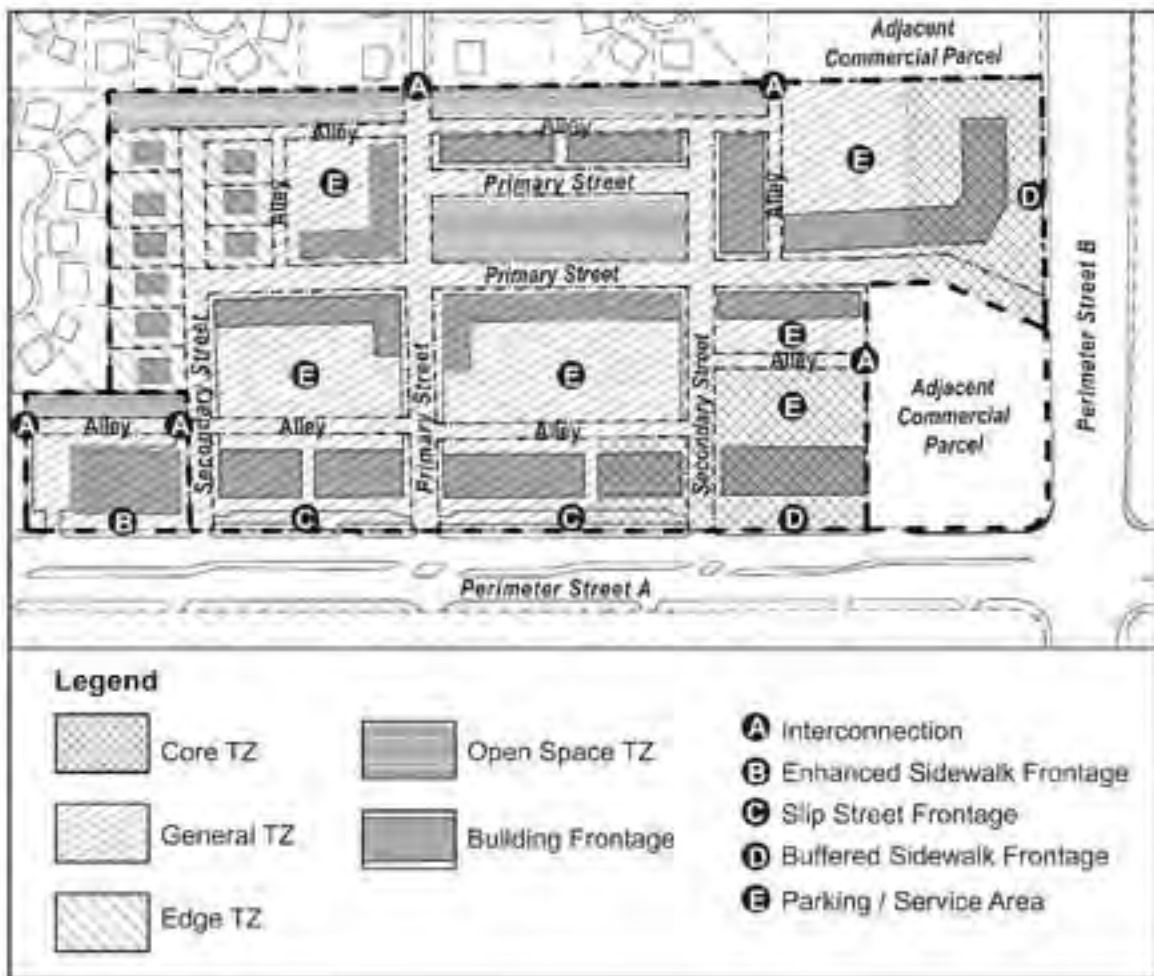 Adjacent
Commercial Parcel
A
A
Alley
Alley
E
Primary Street
E
Alley
Alley
D
Primary Street
Perimeter Street B
Secondary Street
Primary Street
Secondary Street
E
E
E
Alley
A
E
Adjacent
Commercial
Parcel
A
Alley
A
Alley
Alley
B
C
C
D
Perimeter Street A
Legend
Core TZ
General TZ
Edge TZ
Open Space TZ
Building Frontage
A Interconnection
B Enhanced Sidewalk Frontage
C Slip Street Frontage
D Buffered Sidewalk Frontage
E Parking / Service Area